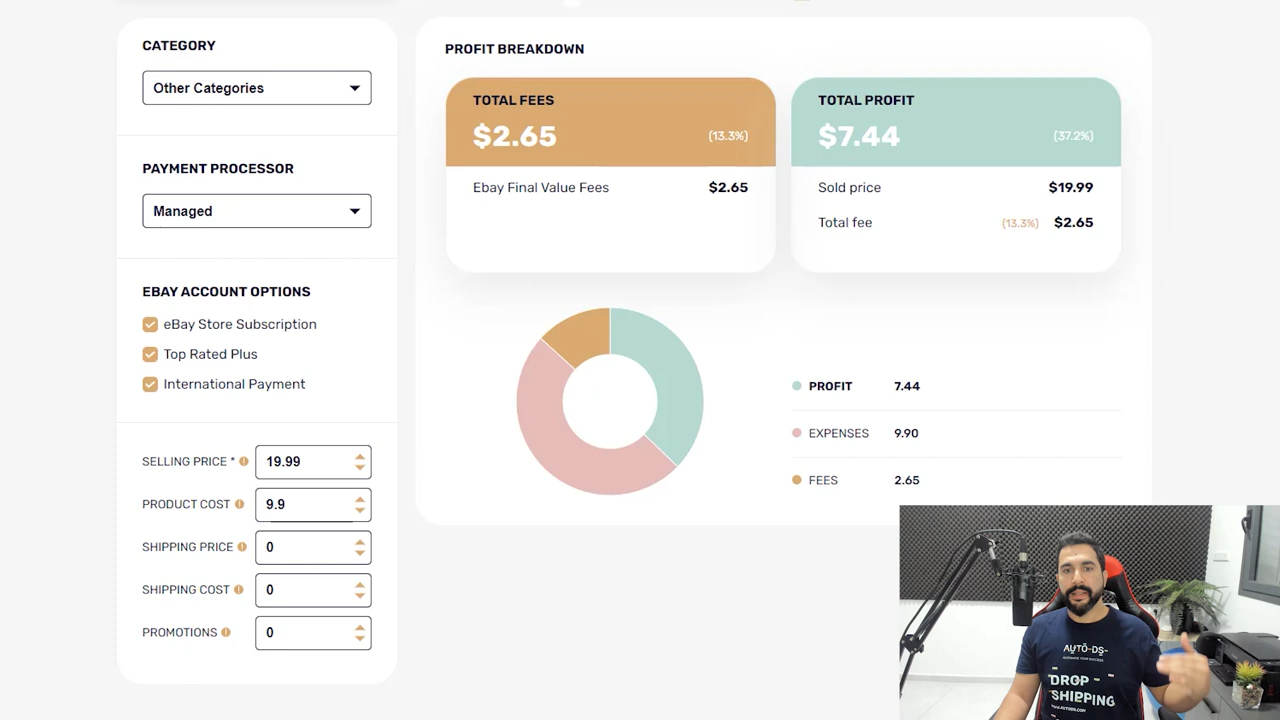 CATEGORY
Other Categories
PAYMENT PROCESSOR
Managed
EBAY ACCOUNT OPTIONS
eBay Store Subscription
Top Rated Plus
International Payment
SELLING PRICE * 19.99
PRODUCT COST 9.9
SHIPPING PRICE 0
SHIPPING COST 0
PROMOTIONS 0
PROFIT BREAKDOWN
TOTAL FEES
$2.65 (13.3%)
Ebay Final Value Fees $2.65
TOTAL PROFIT
$7.44 (37.2%)
Sold price $19.99
Total fee (13.3%) $2.65
PROFIT 7.44
EXPENSES 9.90
FEES 2.65
AUTO-DS-
AUTOMATE YOUR SUCCESS
DROP
SHIPPING